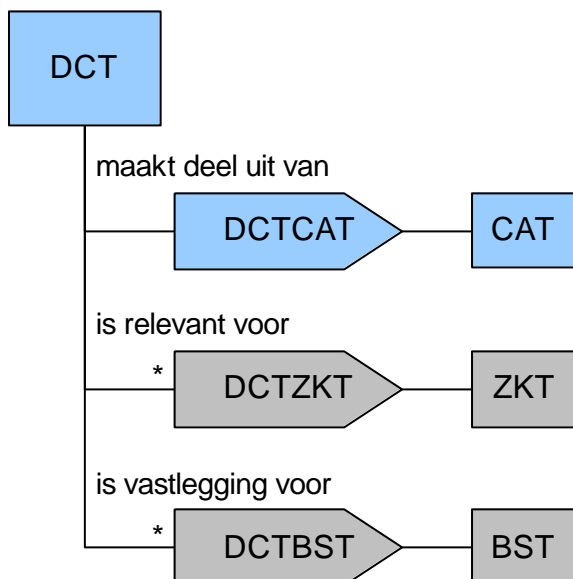 DCT
maakt deel uit van
DCTCAT
CAT
is relevant voor
*
DCTZKT
ZKT
is vastlegging voor
*
DCTBST
BST